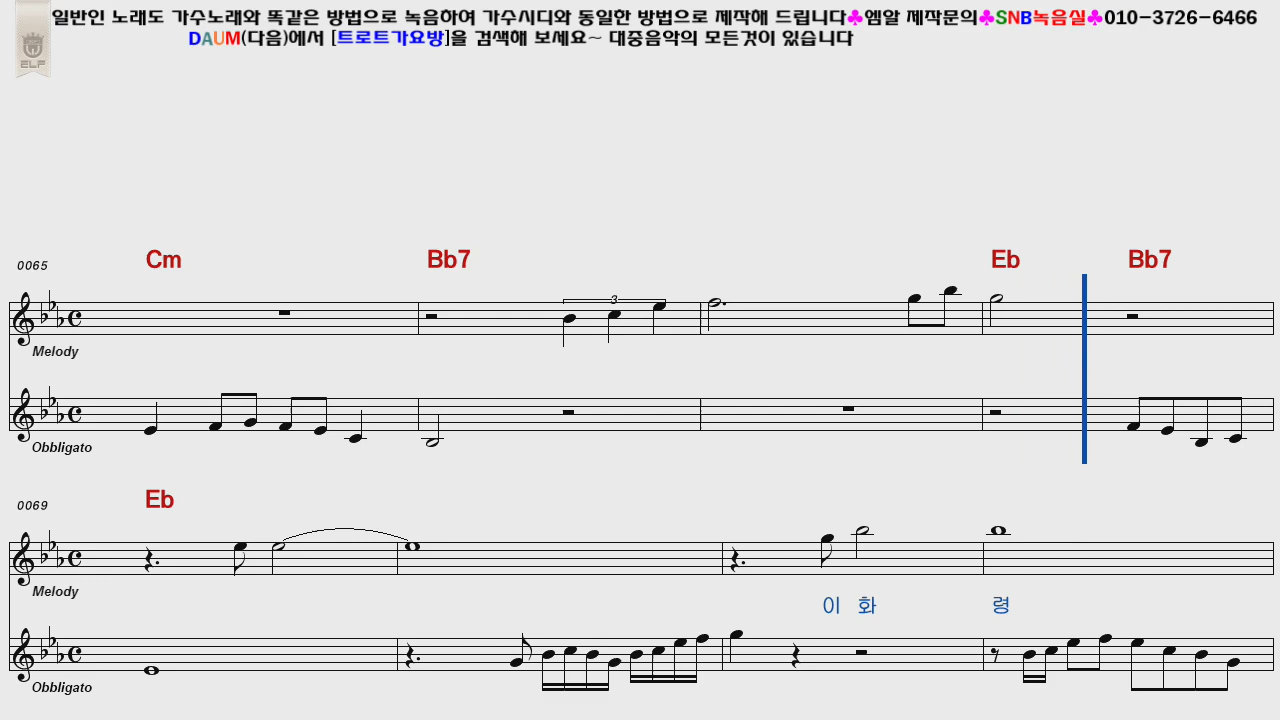 일반인 노래도 가수노래와 똑같은 방법으로 녹음하여 가수시디와 동일한 방법으로 제작해 드립니다♣엠알 제작문의♣SNB녹음실♣010-3726-6466
DAUM(다음)에서 [트로트가요방]을 검색해 보세요~ 대중음악의 모든것이 있습니다
ELF
Cm Bb7 Eb Bb7
0065
3
Melody
Obbligato
Eb
0069
Melody
이 화 령
Obbligato